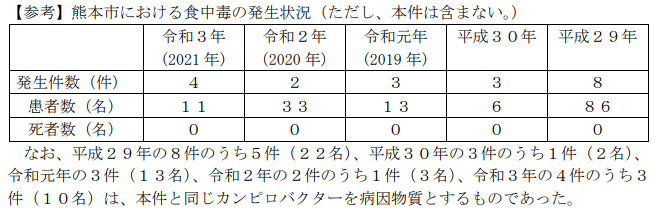 【参考】熊本市における食中毒の発生状況（ただし、本件は含まない。）
令和３年 令和２年 令和元年 平成３０年 平成２９年
(2021 年) (2020 年) (2019 年)
発生件数（件） ４ ２ ３ ３ ８
患者数（名） １１ ３３ １３ ６ ８６
死者数（名） ０ ０ ０ ０ ０
なお、平成２９年の８件のうち５件（２２名）、平成３０年の３件のうち１件（２名）、
令和元年の３件（１３名）、令和２年の２件のうち１件（３名）、令和３年の４件のうち３
件（１０名）は、本件と同じカンピロバクターを病因物質とするものであった。